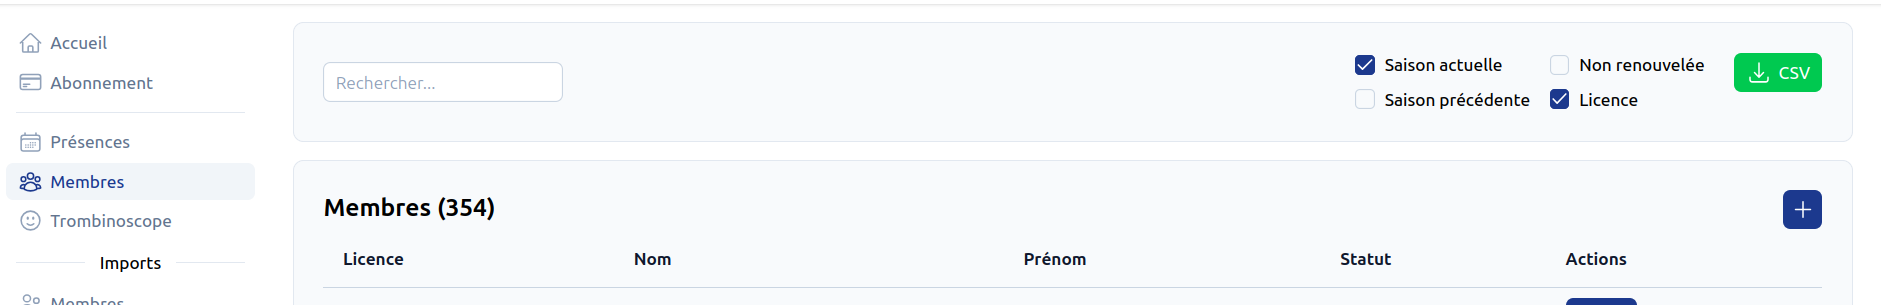 Accueil
Abonnement
Présences
Membres
Trombinoscope
Imports
Membres
Rechercher...
Saison actuelle
Non renouvelée
Saison précédente
Licence
CSV
Membres (354)
Licence Nom Prénom Statut Actions